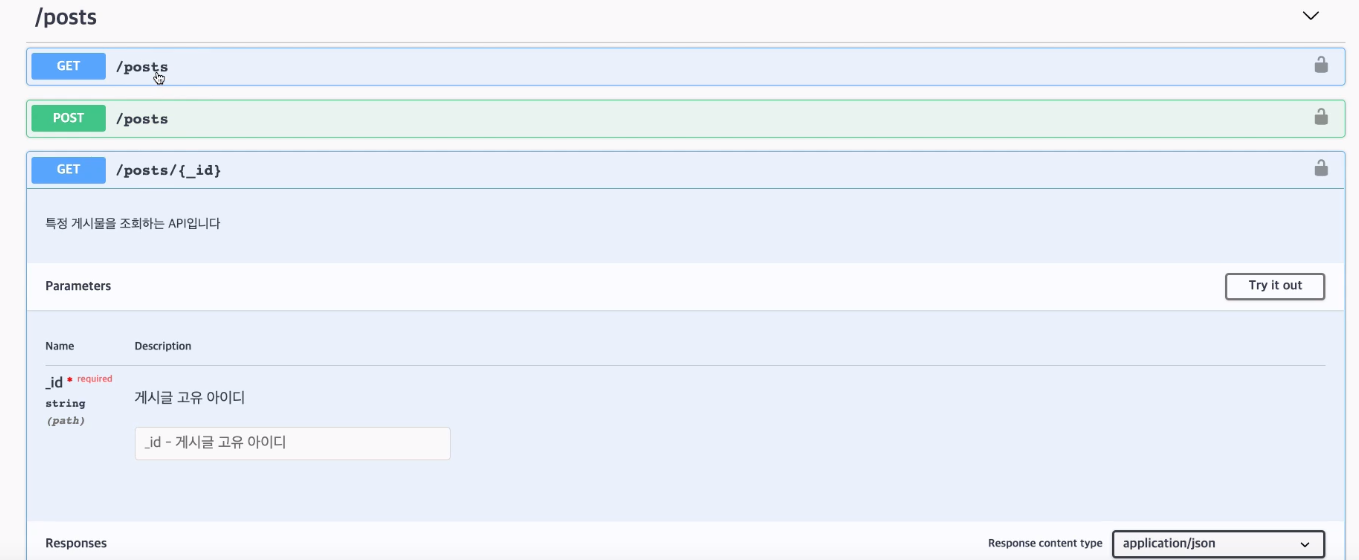 /posts
GET /posts
POST /posts
GET /posts/{_id}
특정 게시물을 조회하는 API입니다
Parameters Try it out
Name Description
_id * required
string
(path)
게시글 고유 아이디
_id - 게시글 고유 아이디
Responses Response content type application/json